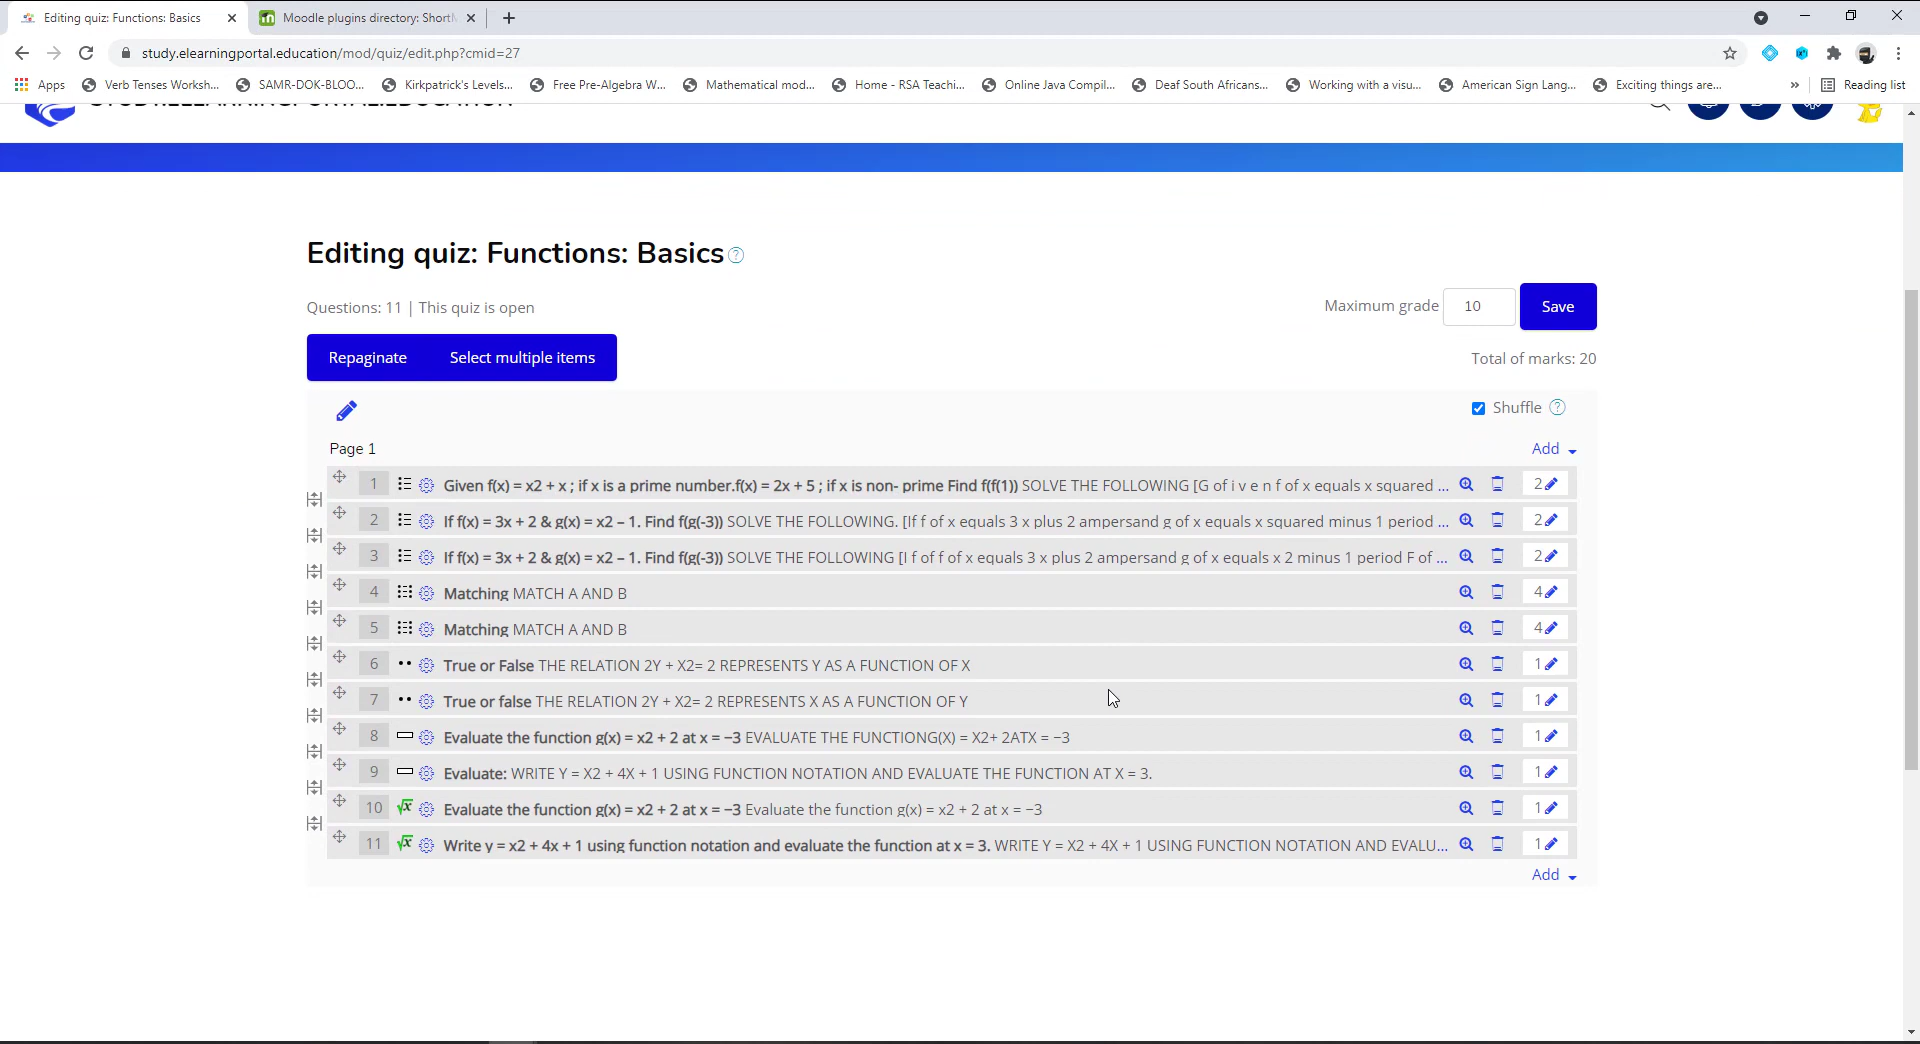 Editing quiz: Functions: Basics
Moodle plugins directory: ShortM
study.elearningportal.education/mod/quiz/edit.php?cmid=27
Apps
Verb Tenses Worksh...
SAMR-DOK-BLOO...
Kirkpatrick's Levels...
Free Pre-Algebra W...
Mathematical mod...
Home - RSA Teachi...
Online Java Compil...
Deaf South Africans...
Working with a visu...
American Sign Lang...
Exciting things are...
»
Reading list
STUDY.ELEARNINGPORTAL.EDUCATION
Editing quiz: Functions: Basics
Questions: 11 | This quiz is open
Maximum grade 10 Save
Repaginate Select multiple items
Total of marks: 20
Shuffle
Page 1
Add
1 Given f(x) = x2 + x ; if x is a prime number.f(x) = 2x + 5 ; if x is non- prime Find f(f(1)) SOLVE THE FOLLOWING [G of i v e n f of x equals x squared ... 2
2 If f(x) = 3x + 2 & g(x) = x2 – 1. Find f(g(-3)) SOLVE THE FOLLOWING. [If f of x equals 3 x plus 2 ampersand g of x equals x squared minus 1 period ... 2
3 If f(x) = 3x + 2 & g(x) = x2 – 1. Find f(g(-3)) SOLVE THE FOLLOWING [I f of f of x equals 3 x plus 2 ampersand g of x equals x 2 minus 1 period F of ... 2
4 Matching MATCH A AND B 4
5 Matching MATCH A AND B 4
6 True or False THE RELATION 2Y + X2= 2 REPRESENTS Y AS A FUNCTION OF X 1
7 True or false THE RELATION 2Y + X2= 2 REPRESENTS X AS A FUNCTION OF Y 1
8 Evaluate the function g(x) = x2 + 2 at x = −3 EVALUATE THE FUNCTIONG(X) = X2+ 2ATX = −3 1
9 Evaluate: WRITE Y = X2 + 4X + 1 USING FUNCTION NOTATION AND EVALUATE THE FUNCTION AT X = 3. 1
10 Evaluate the function g(x) = x2 + 2 at x = −3 Evaluate the function g(x) = x2 + 2 at x = −3 1
11 Write y = x2 + 4x + 1 using function notation and evaluate the function at x = 3. WRITE Y = X2 + 4X + 1 USING FUNCTION NOTATION AND EVALU... 1
Add